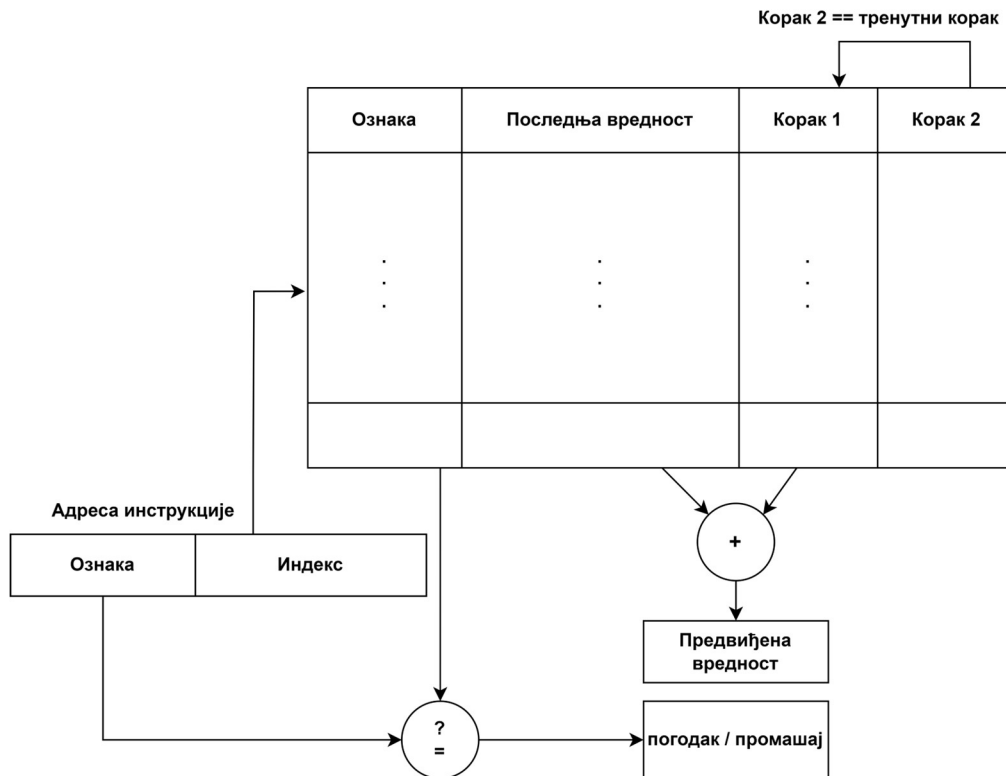 Корак 2 == тренутни корак
Ознака
Последња вредност
Корак 1
Корак 2
Адреса инструкције
Ознака
Индекс
+
Предвиђена
вредност
?
=
погодак / промашај